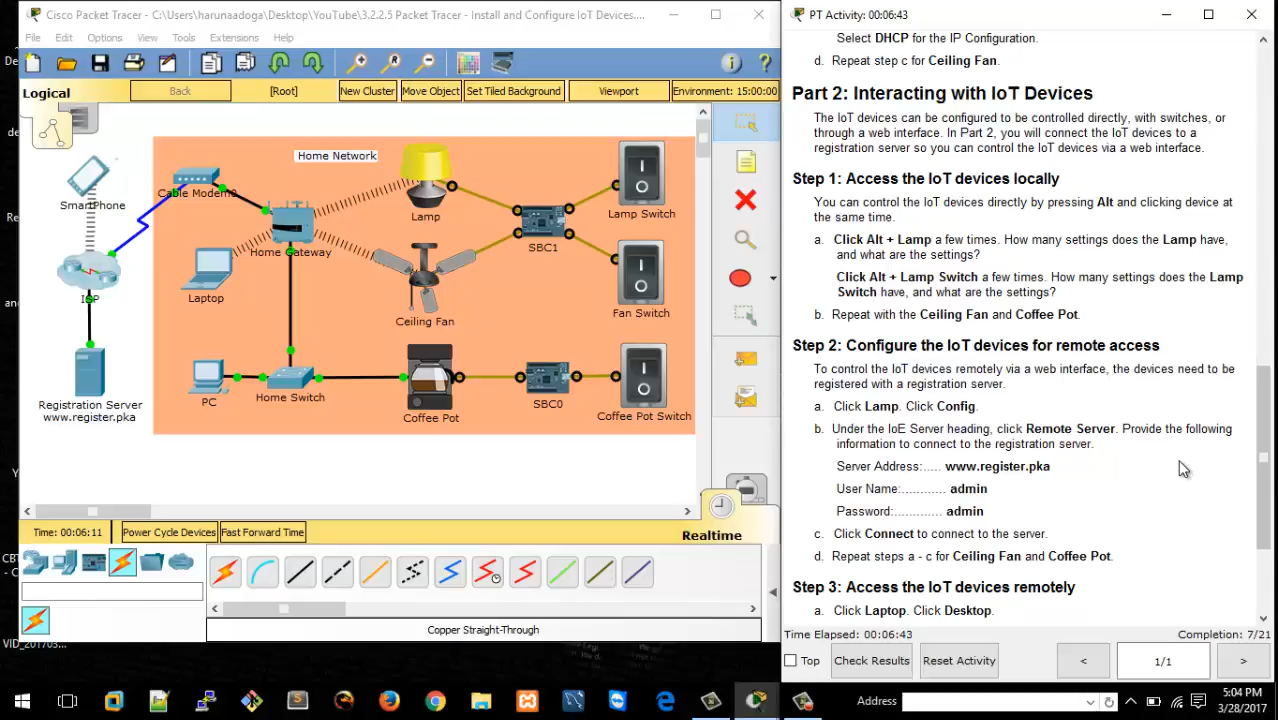 Cisco Packet Tracer - C:\Users\harunaadoga\Desktop\YouTube\3.2.2.5 Packet Tracer - Install and Configure IoT Devices....
File Edit Options View Tools Extensions Help
Logical
Back
[Root]
New Cluster
Move Object
Set Tiled Background
Viewport
Environment: 15:00:00
Home Network
Cable Modem0
SmartPhone
Lamp
Lamp Switch
SBC1
Home Gateway
ISP
Laptop
Ceiling Fan
Fan Switch
PC
Home Switch
Coffee Pot
SBC0
Coffee Pot Switch
Registration Server
www.register.pka
Time: 00:06:11
Power Cycle Devices
Fast Forward Time
Realtime
Copper Straight-Through
PT Activity: 00:06:43
Select DHCP for the IP Configuration.
d. Repeat step c for Ceiling Fan.
Part 2: Interacting with IoT Devices
The IoT devices can be configured to be controlled directly, with switches, or
through a web interface. In Part 2, you will connect the IoT devices to a
registration server so you can control the IoT devices via a web interface.
Step 1: Access the IoT devices locally
You can control the IoT devices directly by pressing Alt and clicking device at
the same time.
a. Click Alt + Lamp a few times. How many settings does the Lamp have,
and what are the settings?
Click Alt + Lamp Switch a few times. How many settings does the Lamp
Switch have, and what are the settings?
b. Repeat with the Ceiling Fan and Coffee Pot.
Step 2: Configure the IoT devices for remote access
To control the IoT devices remotely via a web interface, the devices need to be
registered with a registration server.
a. Click Lamp. Click Config.
b. Under the IoE Server heading, click Remote Server. Provide the following
information to connect to the registration server.
Server Address:..... www.register.pka
User Name:............ admin
Password:.............. admin
c. Click Connect to connect to the server.
d. Repeat steps a - c for Ceiling Fan and Coffee Pot.
Step 3: Access the IoT devices remotely
a. Click Laptop. Click Desktop.
Time Elapsed: 00:06:43
Completion: 7/21
Top
Check Results
Reset Activity
<
1/1
>
VID_201703...
Address
5:04 PM
3/28/2017